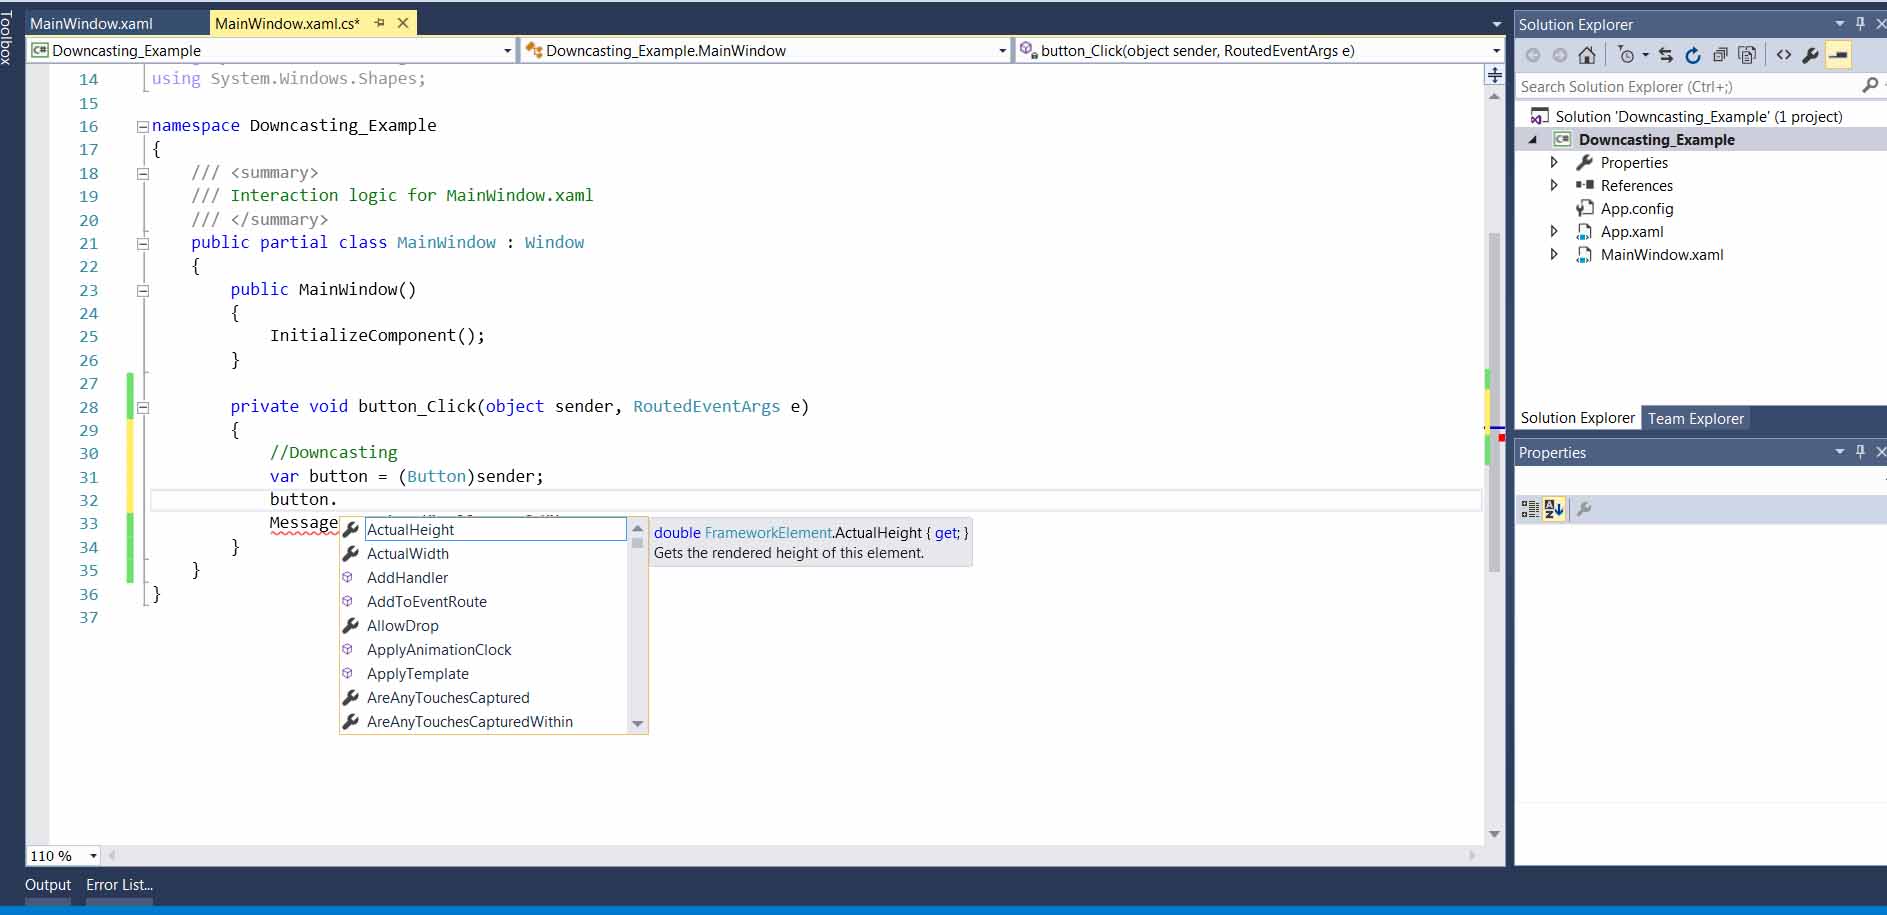 Toolbox
MainWindow.xaml
MainWindow.xaml.cs*
Downcasting_Example
Downcasting_Example.MainWindow
button_Click(object sender, RoutedEventArgs e)
14 using System.Windows.Shapes;
15
16 namespace Downcasting_Example
17 {
18 /// <summary>
19 /// Interaction logic for MainWindow.xaml
20 /// </summary>
21 public partial class MainWindow : Window
22 {
23 public MainWindow()
24 {
25 InitializeComponent();
26 }
27
28 private void button_Click(object sender, RoutedEventArgs e)
29 {
30 //Downcasting
31 var button = (Button)sender;
32 button.
33 Message
34 }
35 }
36 }
37
ActualHeight
ActualWidth
AddHandler
AddToEventRoute
AllowDrop
ApplyAnimationClock
ApplyTemplate
AreAnyTouchesCaptured
AreAnyTouchesCapturedWithin
double FrameworkElement.ActualHeight { get; }
Gets the rendered height of this element.
110 %
Output
Error List...
Solution Explorer
Search Solution Explorer (Ctrl+;)
Solution 'Downcasting_Example' (1 project)
C# Downcasting_Example
Properties
References
App.config
App.xaml
MainWindow.xaml
Solution Explorer
Team Explorer
Properties